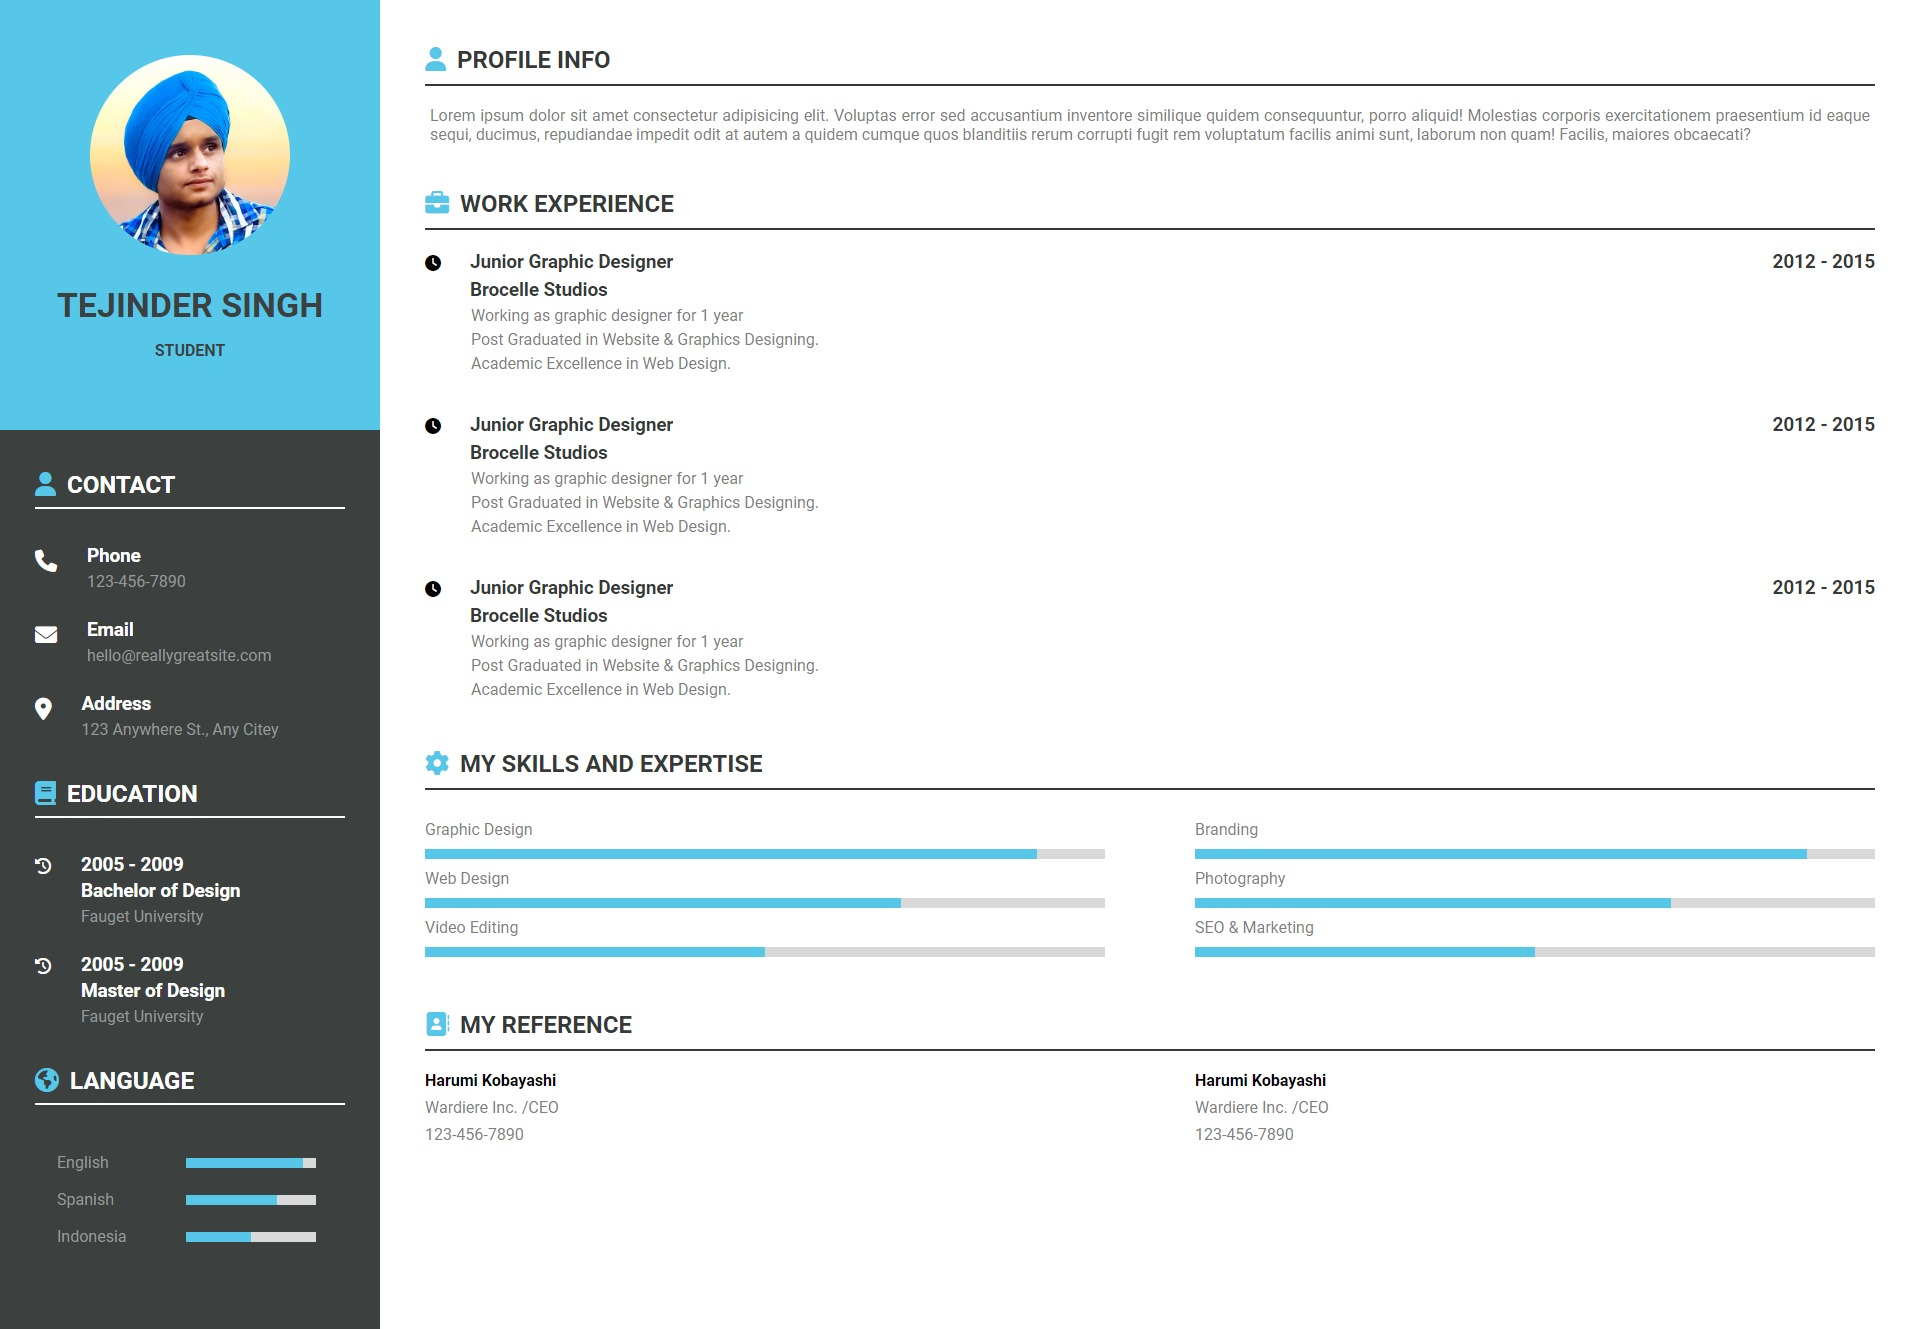 TEJINDER SINGH
STUDENT
CONTACT
Phone
123-456-7890
Email
hello@reallygreatsite.com
Address
123 Anywhere St., Any Citey
EDUCATION
2005 - 2009
Bachelor of Design
Fauget University
2005 - 2009
Master of Design
Fauget University
LANGUAGE
English
Spanish
Indonesia
PROFILE INFO
Lorem ipsum dolor sit amet consectetur adipisicing elit. Voluptas error sed accusantium inventore similique quidem consequuntur, porro aliquid! Molestias corporis exercitationem praesentium id eaque
sequi, ducimus, repudiandae impedit odit at autem a quidem cumque quos blanditiis rerum corrupti fugit rem voluptatum facilis animi sunt, laborum non quam! Facilis, maiores obcaecati?
WORK EXPERIENCE
Junior Graphic Designer 2012 - 2015
Brocelle Studios
Working as graphic designer for 1 year
Post Graduated in Website & Graphics Designing.
Academic Excellence in Web Design.
Junior Graphic Designer 2012 - 2015
Brocelle Studios
Working as graphic designer for 1 year
Post Graduated in Website & Graphics Designing.
Academic Excellence in Web Design.
Junior Graphic Designer 2012 - 2015
Brocelle Studios
Working as graphic designer for 1 year
Post Graduated in Website & Graphics Designing.
Academic Excellence in Web Design.
MY SKILLS AND EXPERTISE
Graphic Design
Web Design
Video Editing
Branding
Photography
SEO & Marketing
MY REFERENCE
Harumi Kobayashi
Wardiere Inc. /CEO
123-456-7890
Harumi Kobayashi
Wardiere Inc. /CEO
123-456-7890